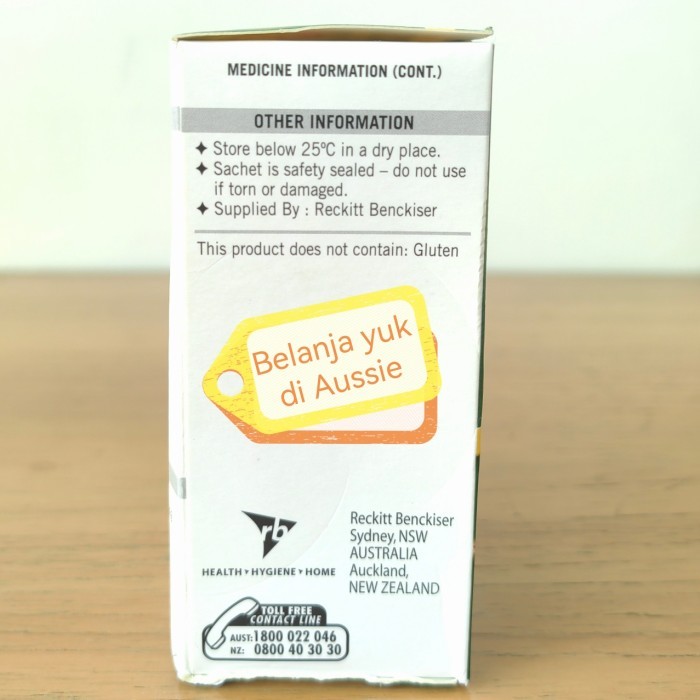 MEDICINE INFORMATION (CONT.)
OTHER INFORMATION
✦ Store below 25ºC in a dry place.
✦ Sachet is safety sealed – do not use
if torn or damaged.
✦ Supplied By : Reckitt Benckiser
This product does not contain: Gluten
Belanja yuk
di Aussie
rb
HEALTH • HYGIENE • HOME
Reckitt Benckiser
Sydney, NSW
AUSTRALIA
Auckland,
NEW ZEALAND
TOLL FREE
CONTACT LINE
AUST: 1800 022 046
NZ: 0800 40 30 30